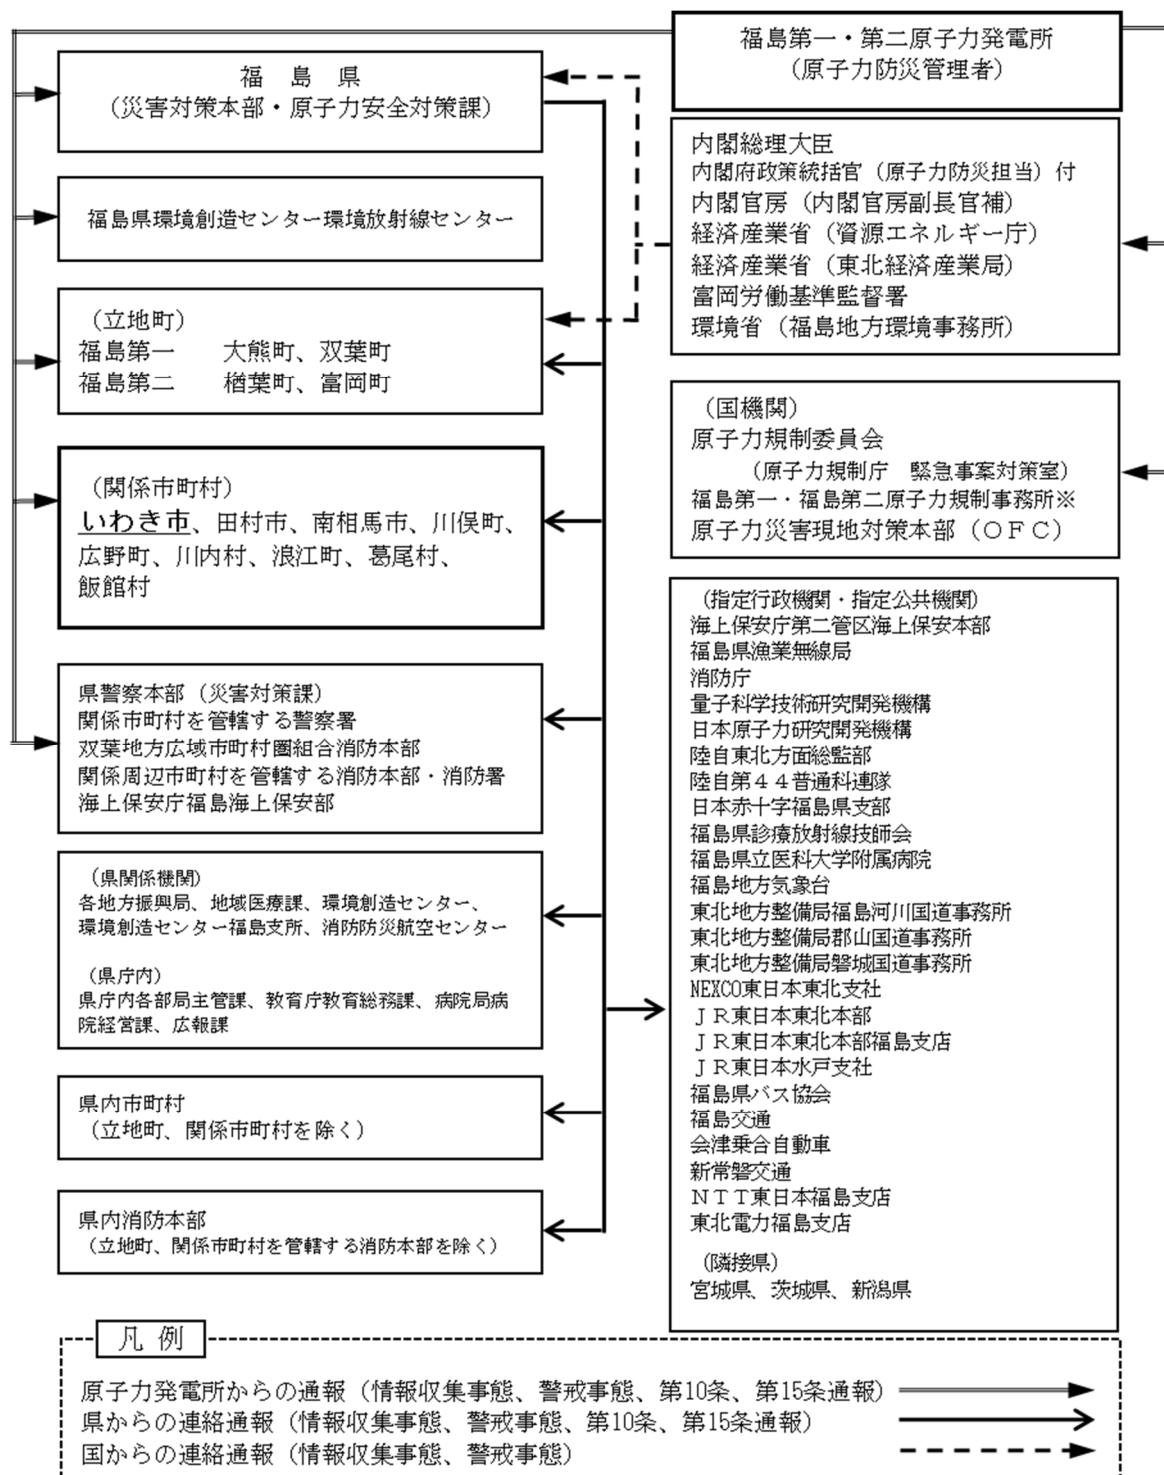 福島第一・第二原子力発電所
(原子力防災管理者)
福 島 県
(災害対策本部・原子力安全対策課)
内閣総理大臣
内閣府政策統括官（原子力防災担当）付
内閣官房（内閣官房副長官補）
経済産業省（資源エネルギー庁）
経済産業省（東北経済産業局）
富岡労働基準監督署
環境省（福島地方環境事務所）
福島県環境創造センター環境放射線センター
（立地町）
福島第一 大熊町、双葉町
福島第二 楢葉町、富岡町
（国機関）
原子力規制委員会
（原子力規制庁 緊急事案対策室）
福島第一・福島第二原子力規制事務所※
原子力災害現地対策本部（ＯＦＣ）
（関係市町村）
いわき市、田村市、南相馬市、川俣町、
広野町、川内村、浪江町、葛尾村、
飯館村
（指定行政機関・指定公共機関）
海上保安庁第二管区海上保安本部
福島県漁業無線局
消防庁
量子科学技術研究開発機構
日本原子力研究開発機構
陸自東北方面総監部
陸自第４４普通科連隊
日本赤十字福島県支部
福島県診療放射線技師会
福島県立医科大学附属病院
福島地方気象台
東北地方整備局福島河川国道事務所
東北地方整備局郡山国道事務所
東北地方整備局磐城国道事務所
NEXCO東日本東北支社
ＪＲ東日本東北本部
ＪＲ東日本東北本部福島支店
ＪＲ東日本水戸支社
福島県バス協会
福島交通
会津乗合自動車
新常磐交通
ＮＴＴ東日本福島支店
東北電力福島支店
（隣接県）
宮城県、茨城県、新潟県
県警察本部（災害対策課）
関係市町村を管轄する警察署
双葉地方広域市町村圏組合消防本部
関係周辺市町村を管轄する消防本部・消防署
海上保安庁福島海上保安部
（県関係機関）
各地方振興局、地域医療課、環境創造センター、
環境創造センター福島支所、消防防災航空センター
（県庁内）
県庁内各部局主管課、教育庁教育総務課、病院局病
院経営課、広報課
県内市町村
（立地町、関係市町村を除く）
県内消防本部
（立地町、関係市町村を管轄する消防本部を除く）
凡 例
原子力発電所からの通報（情報収集事態、警戒事態、第10条、第15条通報）
県からの連絡通報（情報収集事態、警戒事態、第10条、第15条通報）
国からの連絡通報（情報収集事態、警戒事態）